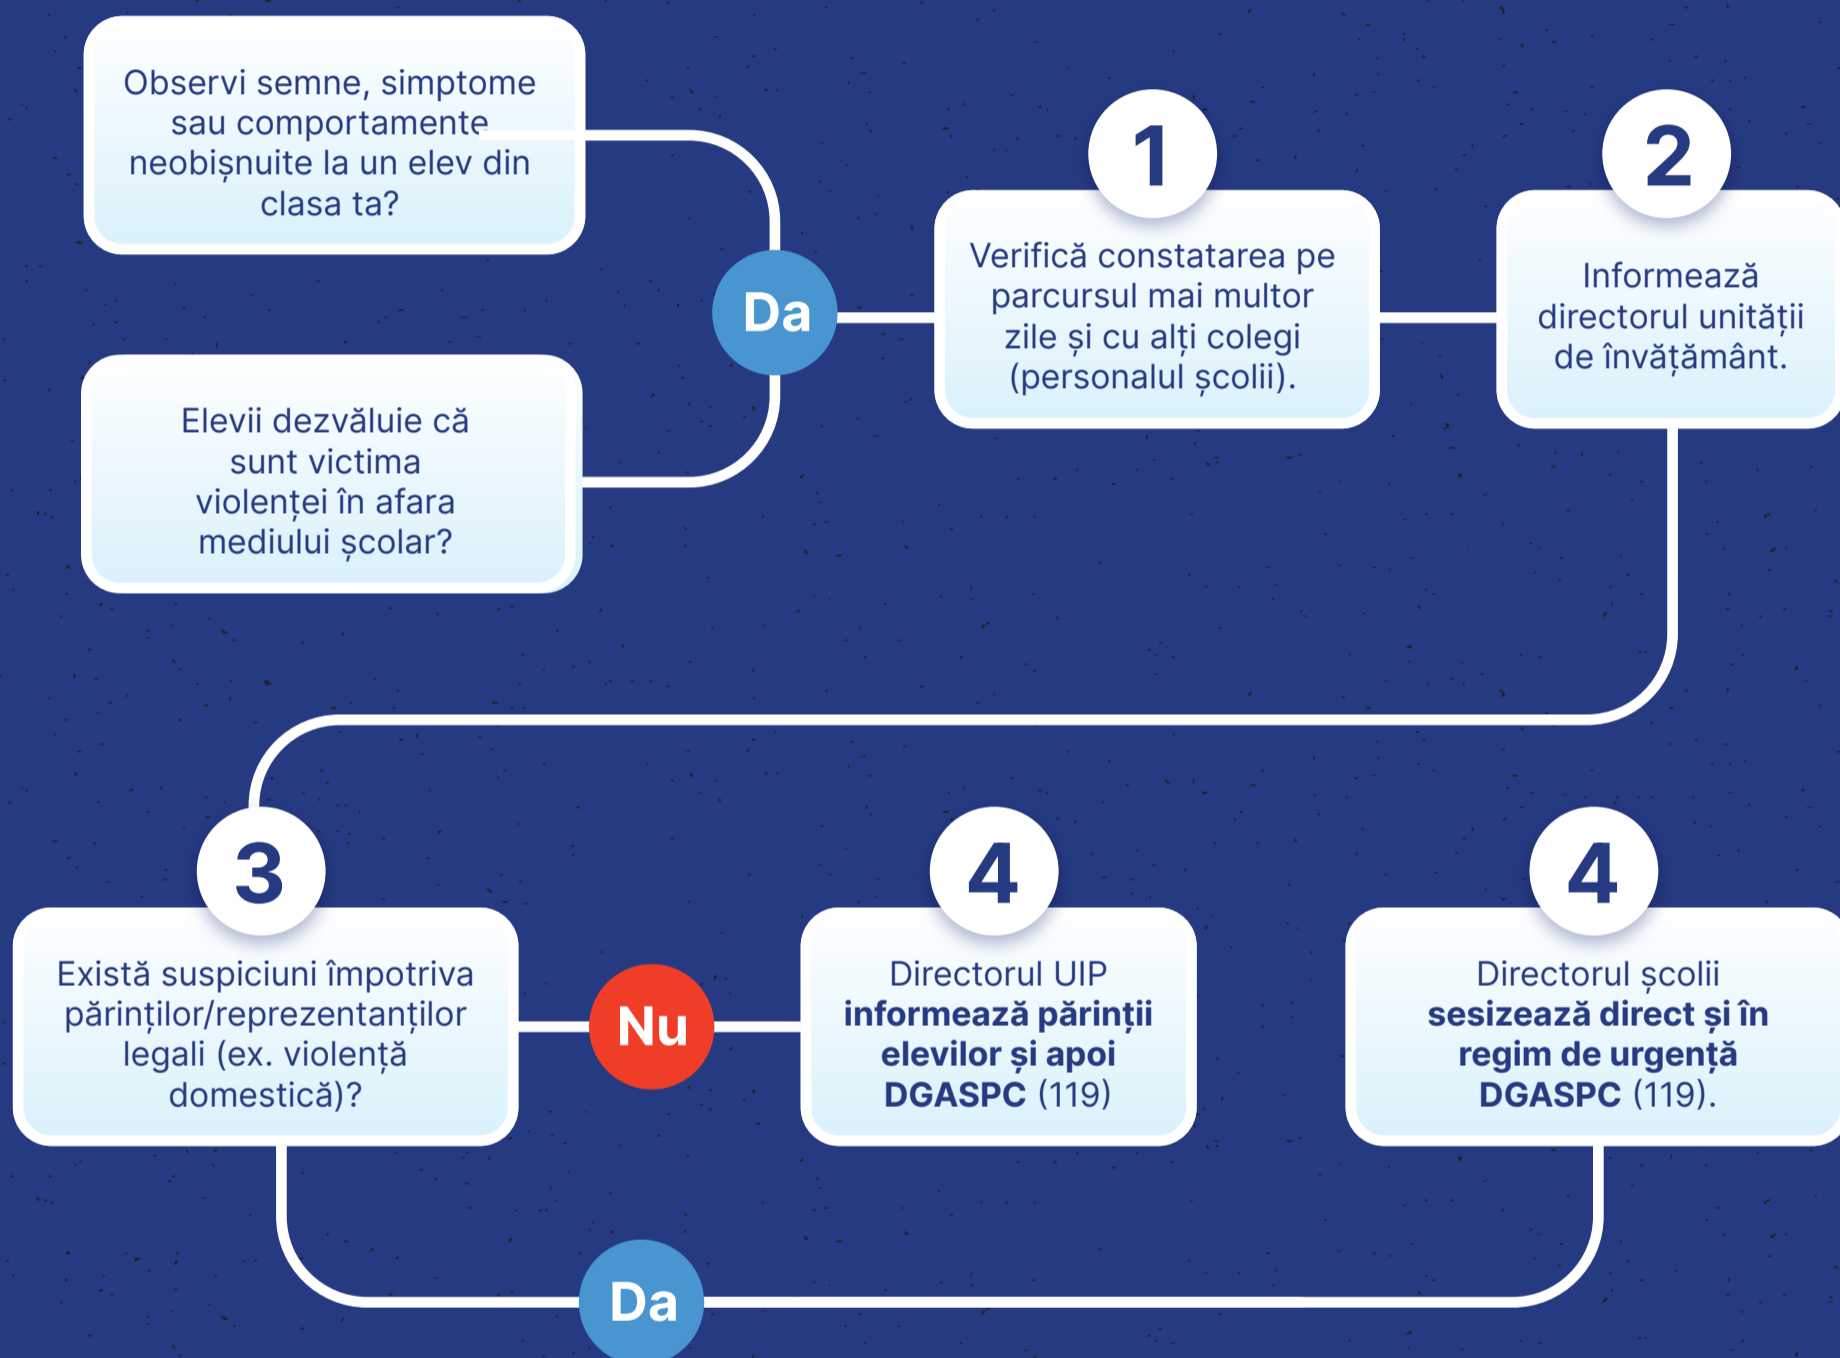 Observi semne, simptome
sau comportamente
neobișnuite la un elev din
clasa ta?
Elevii dezvăluie că
sunt victima
violenței în afara
mediului școlar?
Da
1
Verifică constatarea pe
parcursul mai multor
zile și cu alți colegi
(personalul școlii).
2
Informează
directorul unității
de învățământ.
3
Există suspiciuni împotriva
părinților/reprezentanților
legali (ex. violență
domestică)?
Nu
4
Directorul UIP
informează părinții
elevilor și apoi
DGASPC (119)
Da
4
Directorul școlii
sesizează direct și în
regim de urgență
DGASPC (119).